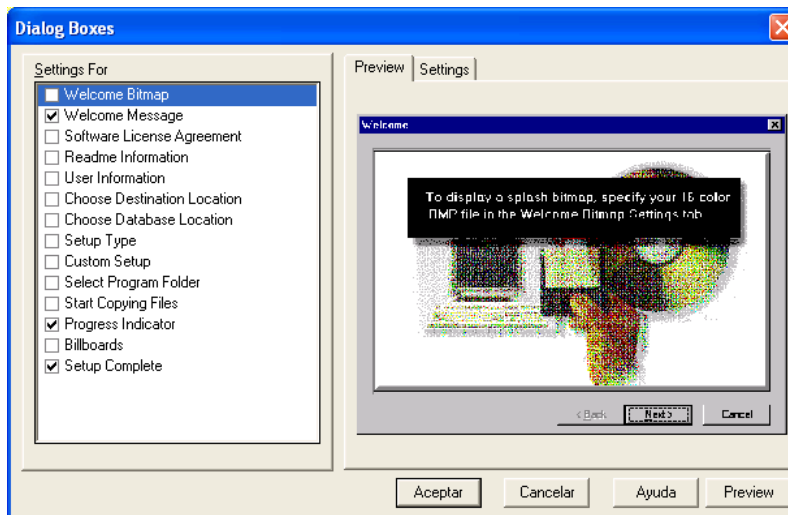 Dialog Boxes
Settings For
Welcome Bitmap
Welcome Message
Software License Agreement
Readme Information
User Information
Choose Destination Location
Choose Database Location
Setup Type
Custom Setup
Select Program Folder
Start Copying Files
Progress Indicator
Billboards
Setup Complete
Preview Settings
Welcome
To display a splash bitmap, specify your 16 color
BMP file in the Welcome Bitmap Settings tab
< Back Next > Cancel
Aceptar Cancelar Ayuda Preview